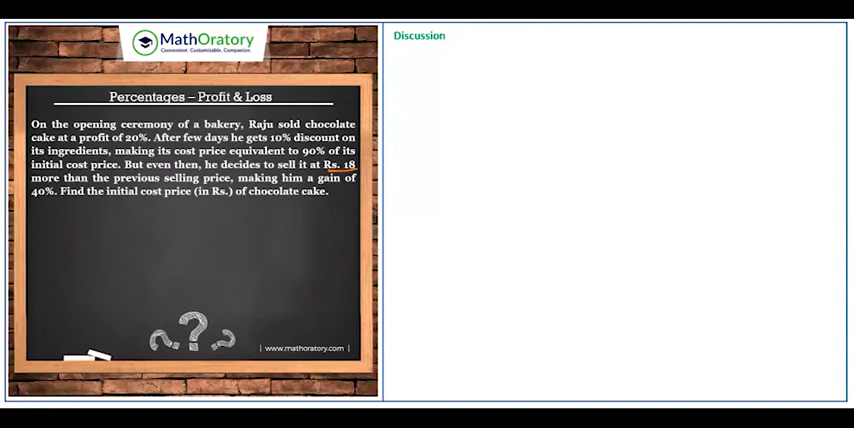 MathOratory
Convenient. Customizable. Companion.
Discussion
Percentages – Profit & Loss
On the opening ceremony of a bakery, Raju sold chocolate
cake at a profit of 20%. After few days he gets 10% discount on
its ingredients, making its cost price equivalent to 90% of its
initial cost price. But even then, he decides to sell it at Rs. 18
more than the previous selling price, making him a gain of
40%. Find the initial cost price (in Rs.) of chocolate cake.
| www.mathoratory.com |